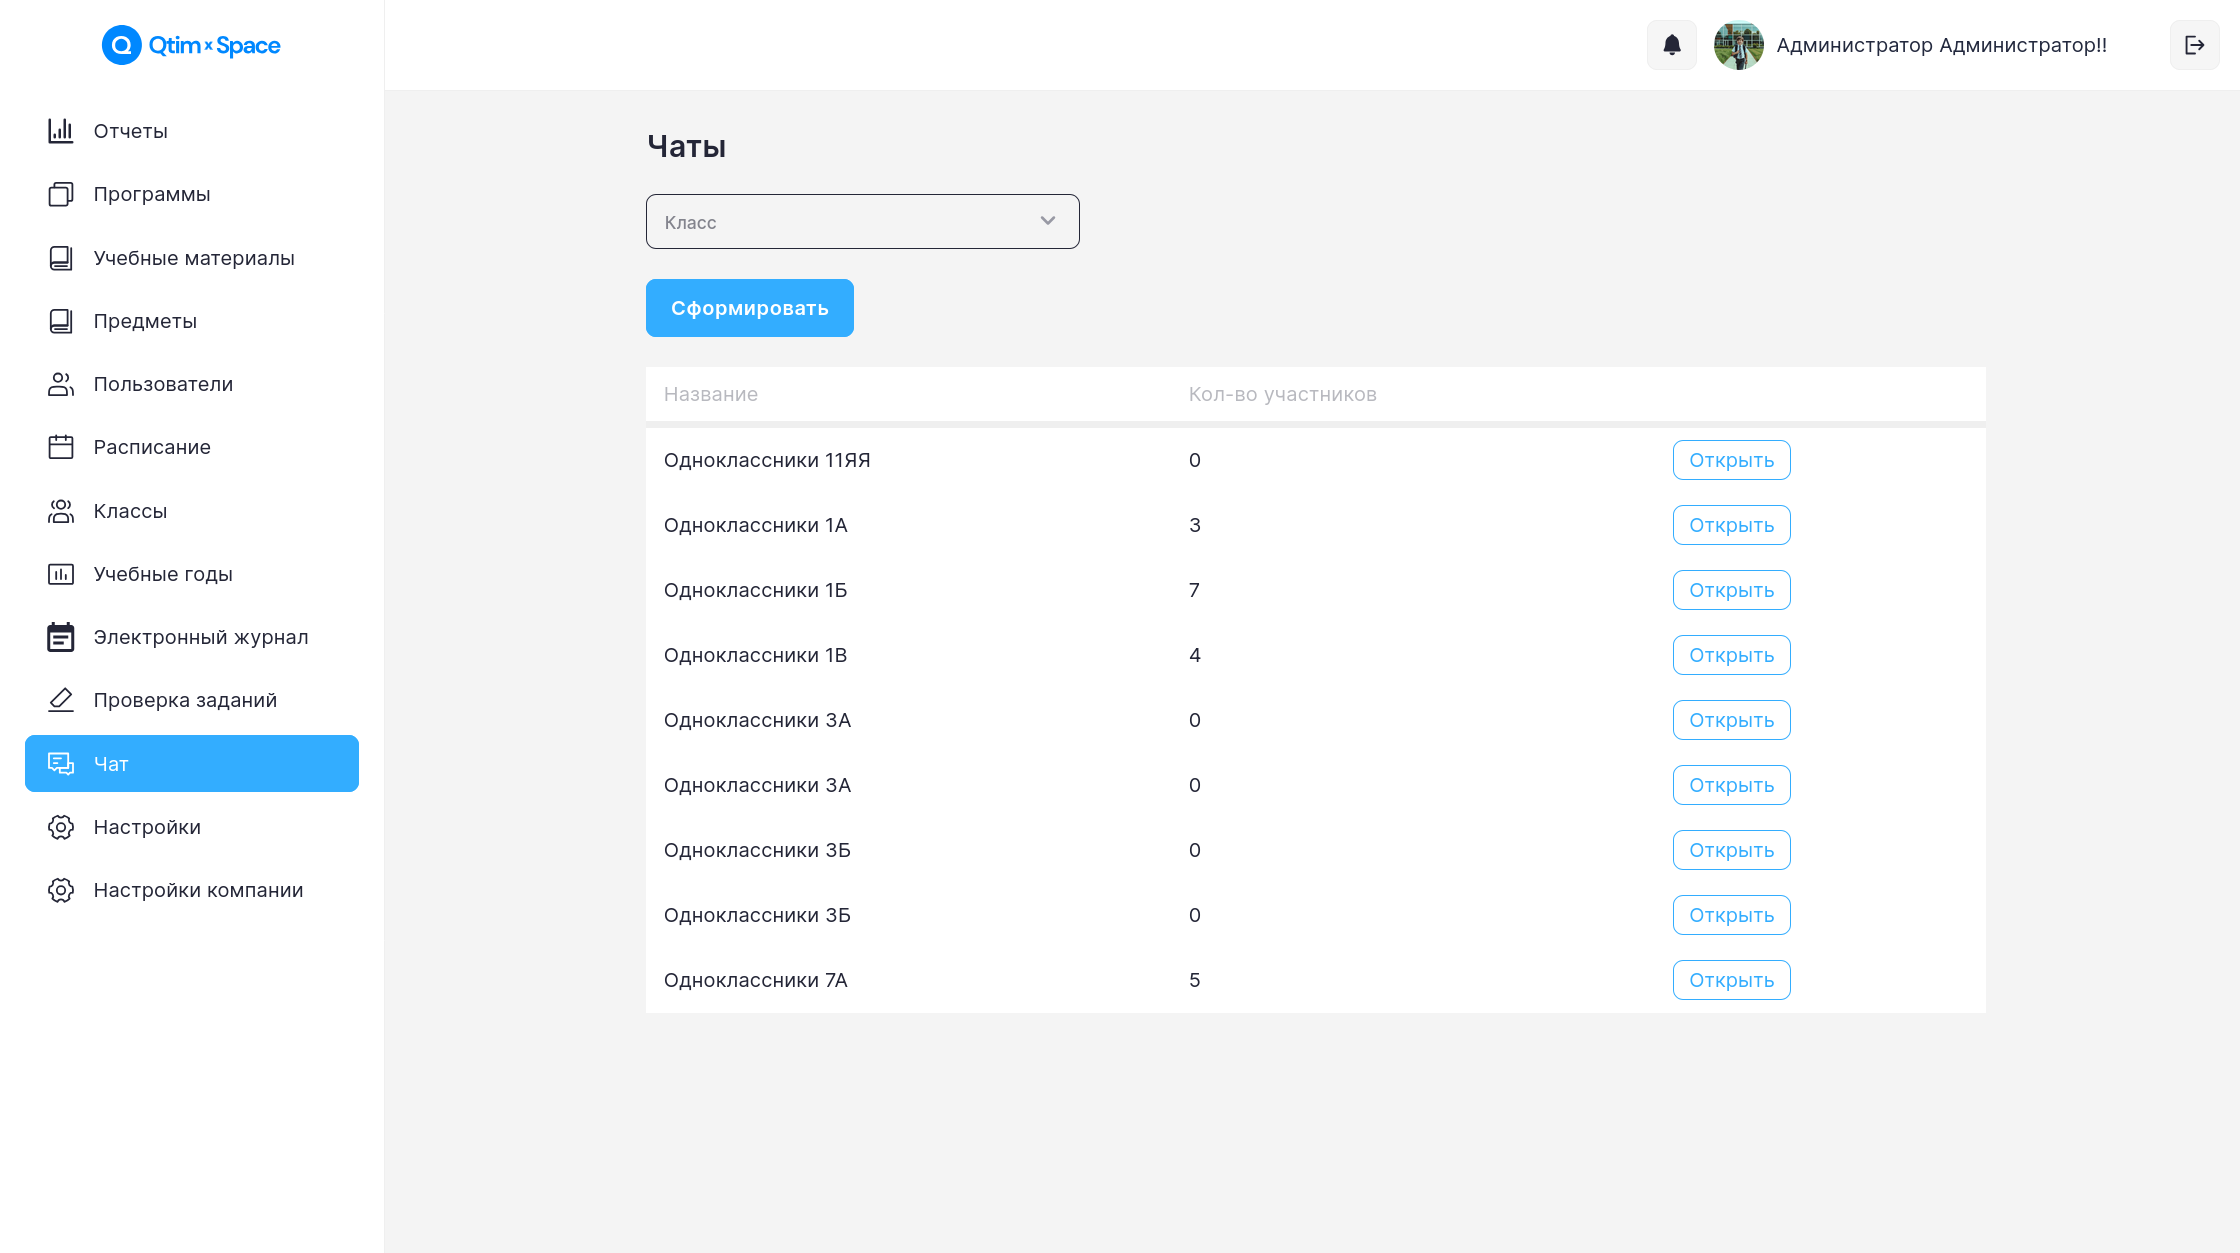 Qtim × Space
Администратор Администратор!!
Отчеты
Программы
Учебные материалы
Предметы
Пользователи
Расписание
Классы
Учебные годы
Электронный журнал
Проверка заданий
Чат
Настройки
Настройки компании
Чаты
Класс
Сформировать
Название Кол-во участников
Одноклассники 11ЯЯ 0 Открыть
Одноклассники 1А 3 Открыть
Одноклассники 1Б 7 Открыть
Одноклассники 1В 4 Открыть
Одноклассники 3А 0 Открыть
Одноклассники 3А 0 Открыть
Одноклассники 3Б 0 Открыть
Одноклассники 3Б 0 Открыть
Одноклассники 7А 5 Открыть